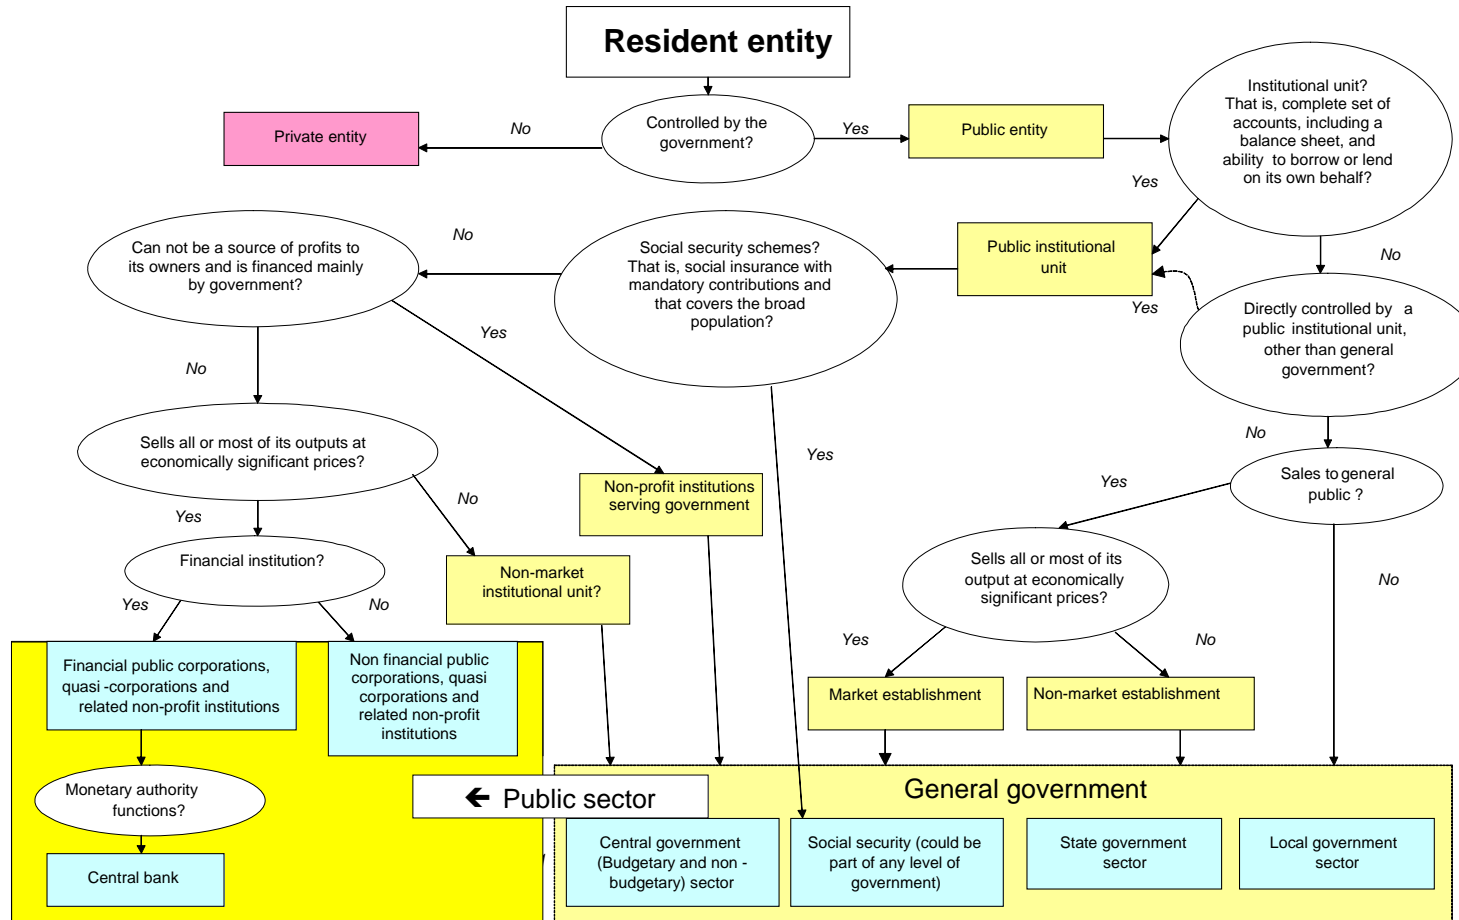 Resident entity
Controlled by the
government?
No
Private entity
Yes
Public entity
Institutional unit?
That is, complete set of
accounts, including a
balance sheet, and
ability to borrow or lend
on its own behalf?
Yes
No
Public institutional
unit
Yes
Directly controlled by a
public institutional unit,
other than general
government?
No
Social security schemes?
That is, social insurance with
mandatory contributions and
that covers the broad
population?
No
Can not be a source of profits to
its owners and is financed mainly
by government?
Yes
No
Yes
Sells all or most of its outputs at
economically significant prices?
No
Yes
Non-profit institutions
serving government
Sales to general
public ?
Yes
No
Financial institution?
Yes
No
Non-market
institutional unit?
Sells all or most of its
output at economically
significant prices?
Yes
No
Financial public corporations,
quasi -corporations and
related non-profit institutions
Non financial public
corporations, quasi
corporations and
related non-profit
institutions
Market establishment
Non-market establishment
Monetary authority
functions?
Central bank
← Public sector
General government
Central government
(Budgetary and non -
budgetary) sector
Social security (could be
part of any level of
government)
State government
sector
Local government
sector